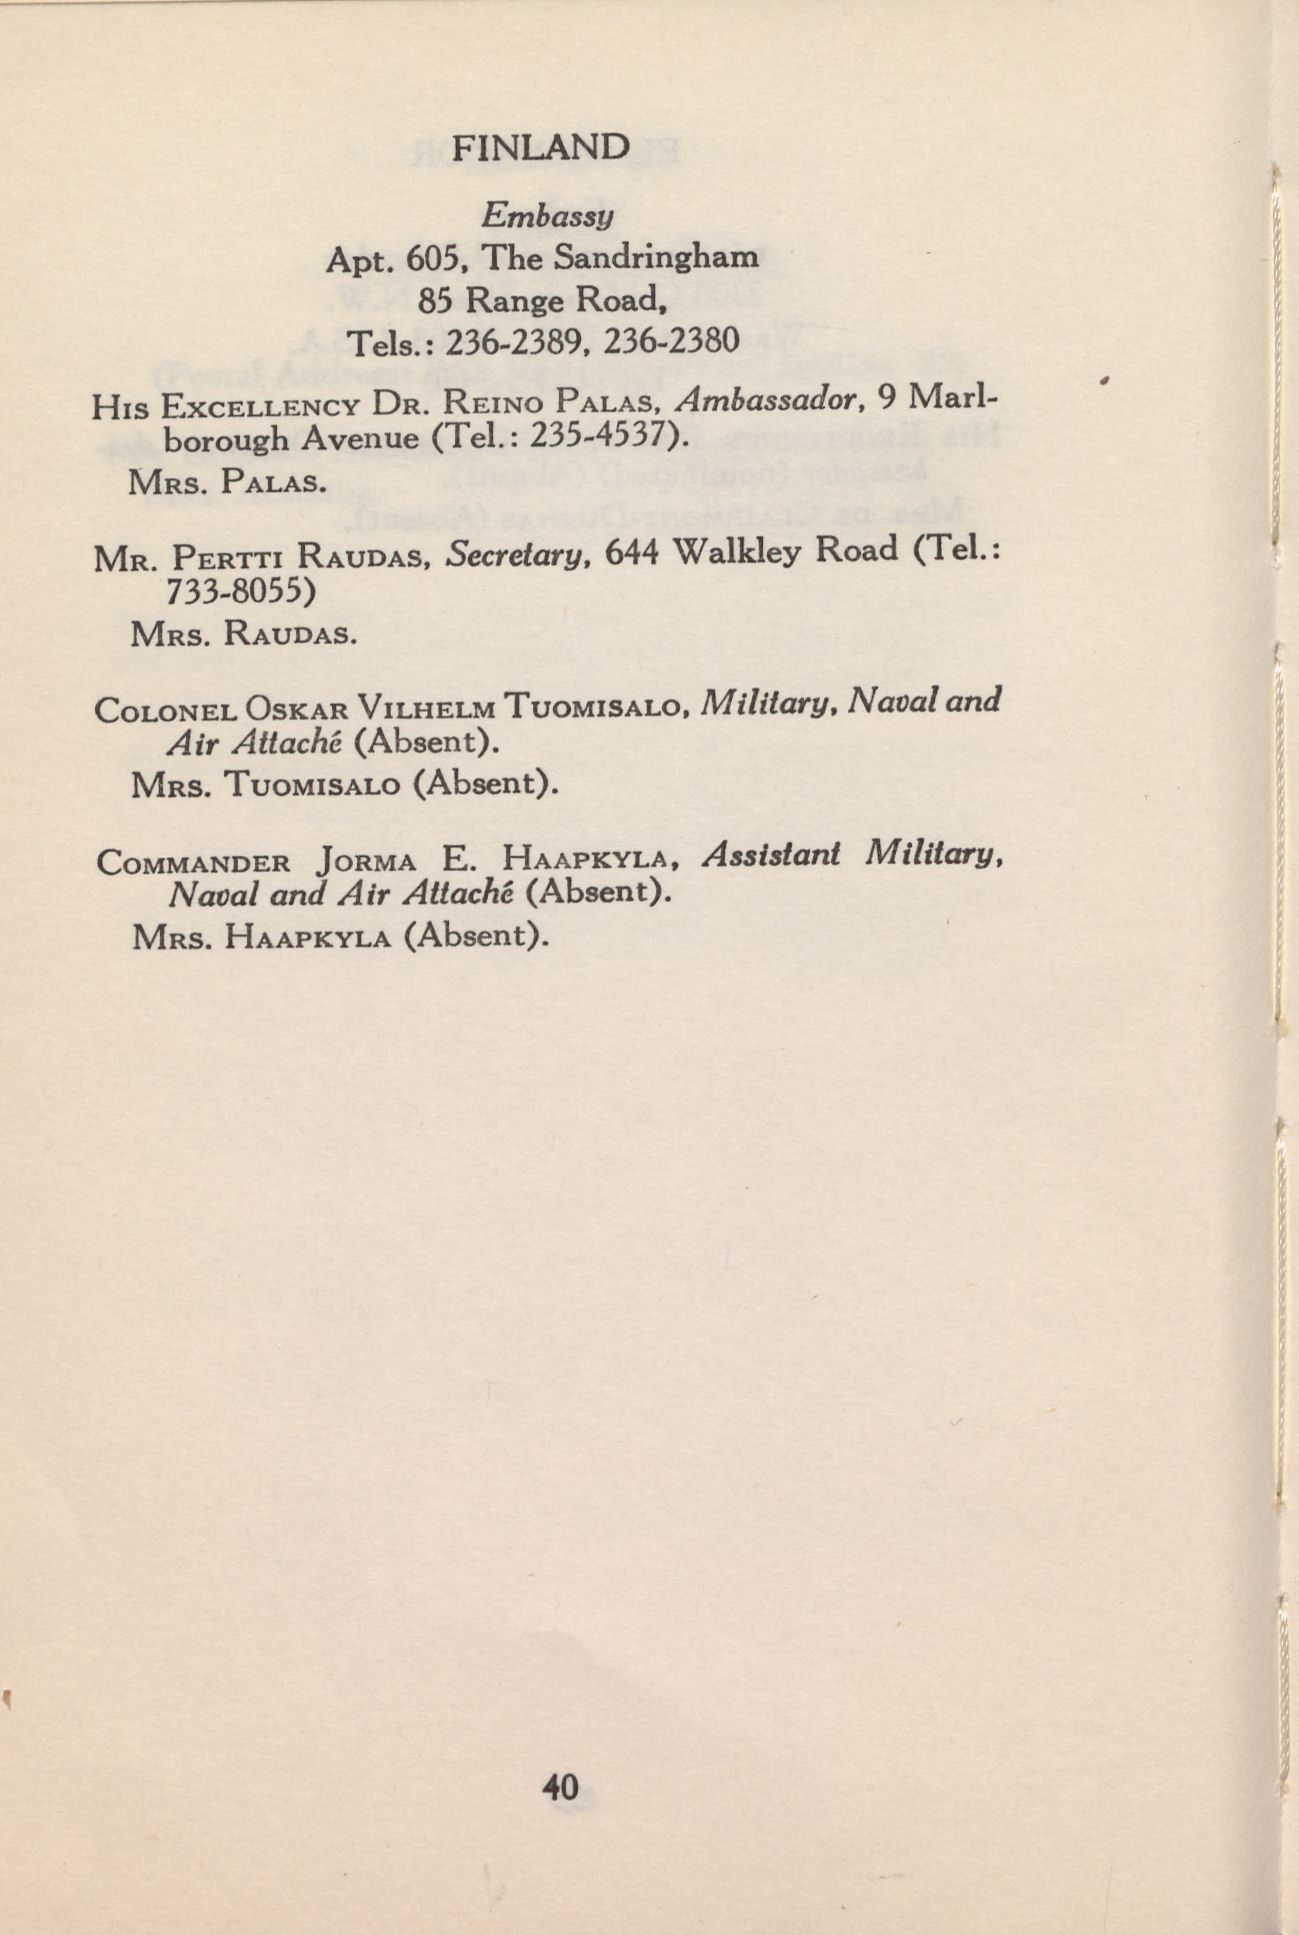 FINLAND
Embassy
Apt. 605, The Sandringham
85 Range Road,
Tels.: 236-2389, 236-2380
His Excellency Dr. Reino Palas, Ambassador, 9 Marl-
borough Avenue (Tel.: 235-4537).
Mrs. Palas.
Mr. Pertti Raudas, Secretary, 644 Walkley Road (Tel.:
733-8055)
Mrs. Raudas.
Colonel Oskar Vilhelm Tuomisalo, Military, Naval and
Air Attaché (Absent).
Mrs. Tuomisalo (Absent).
Commander Jorma E. Haapkyla, Assistant Military,
Naval and Air Attaché (Absent).
Mrs. Haapkyla (Absent).
40